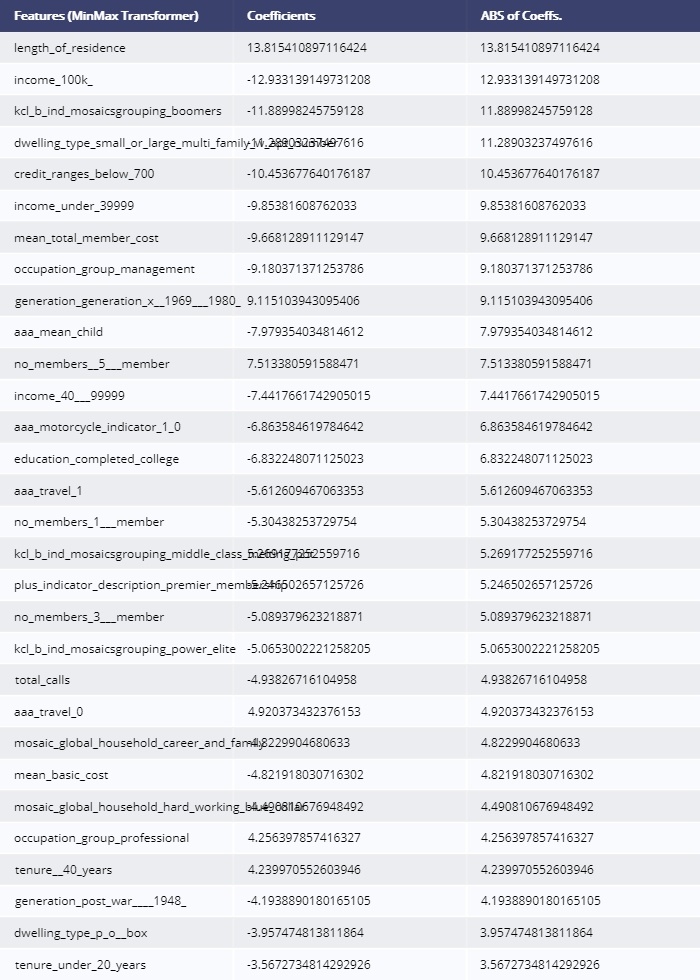 Features (MinMax Transformer) Coefficients ABS of Coeffs.
length_of_residence 13.815410897116424 13.815410897116424
income_100k_ -12.933139149731208 12.933139149731208
kcl_b_ind_mosaicsgrouping_boomers -11.88998245759128 11.88998245759128
dwelling_type_small_or_large_multi_family_w_apt_number -11.28903237497616 11.28903237497616
credit_ranges_below_700 -10.453677640176187 10.453677640176187
income_under_39999 -9.85381608762033 9.85381608762033
mean_total_member_cost -9.668128911129147 9.668128911129147
occupation_group_management -9.180371371253786 9.180371371253786
generation_generation_x__1969___1980_ 9.115103943095406 9.115103943095406
aaa_mean_child -7.979354034814612 7.979354034814612
no_members__5___member 7.513380591588471 7.513380591588471
income_40___99999 -7.4417661742905015 7.4417661742905015
aaa_motorcycle_indicator_1_0 -6.863584619784642 6.863584619784642
education_completed_college -6.832248071125023 6.832248071125023
aaa_travel_1 -5.612609467063353 5.612609467063353
no_members_1___member -5.30438253729754 5.30438253729754
kcl_b_ind_mosaicsgrouping_middle_class_melting_pot 5.269177252559716 5.269177252559716
plus_indicator_description_premier_membership -5.246502657125726 5.246502657125726
no_members_3___member -5.089379623218871 5.089379623218871
kcl_b_ind_mosaicsgrouping_power_elite -5.0653002221258205 5.0653002221258205
total_calls -4.93826716104958 4.93826716104958
aaa_travel_0 4.920373432376153 4.920373432376153
mosaic_global_household_career_and_family -4.8229904680633 4.8229904680633
mean_basic_cost -4.821918030716302 4.821918030716302
mosaic_global_household_hard_working_blue_collar -4.490810676948492 4.490810676948492
occupation_group_professional 4.256397857416327 4.256397857416327
tenure__40_years 4.239970552603946 4.239970552603946
generation_post_war____1948_ -4.1938890180165105 4.1938890180165105
dwelling_type_p_o__box -3.957474813811864 3.957474813811864
tenure_under_20_years -3.5672734814292926 3.5672734814292926